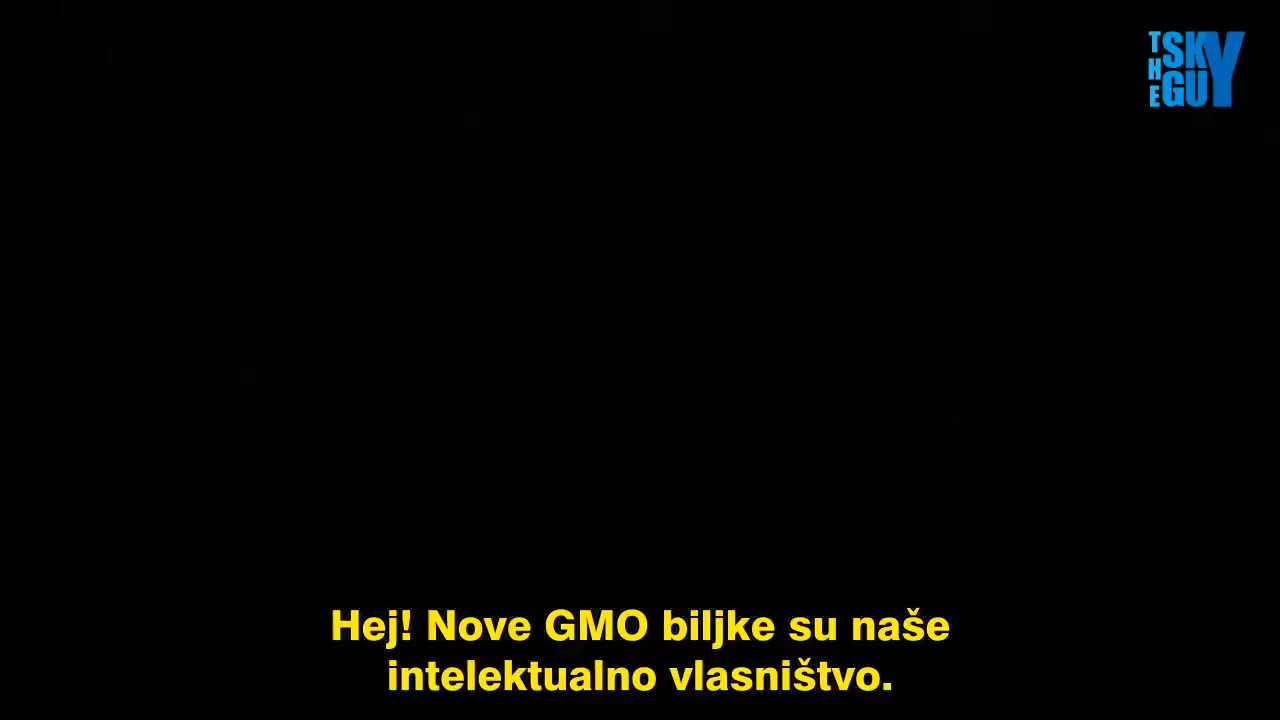 THE SKY GUY
Hej! Nove GMO biljke su naše
intelektualno vlasništvo.